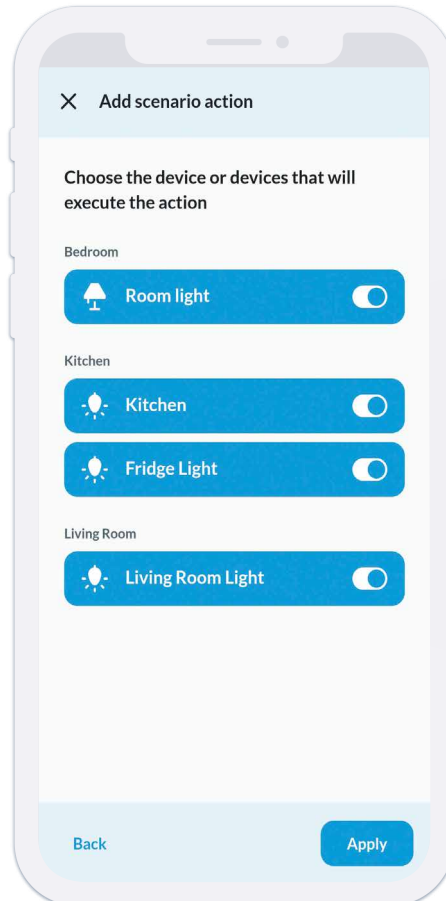 Add scenario action
Choose the device or devices that will
execute the action
Bedroom
Room light
Kitchen
Kitchen
Fridge Light
Living Room
Living Room Light
Back
Apply